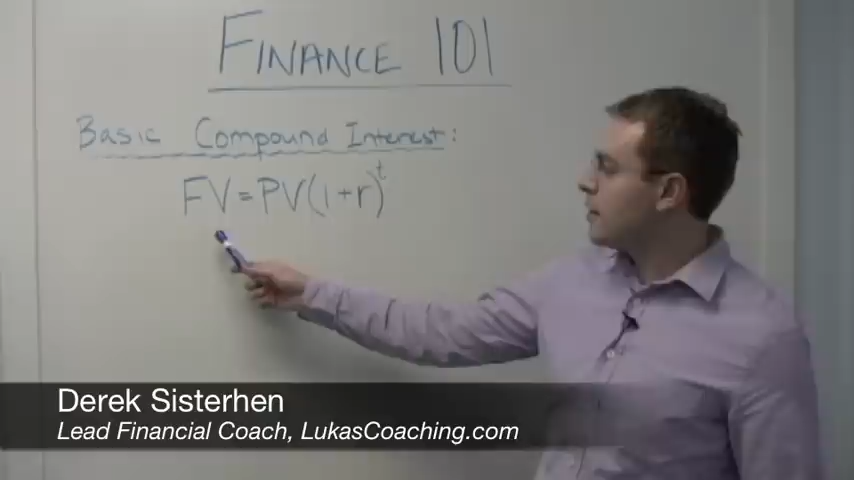 FINANCE 101
Basic Compound Interest:
FV=PV(1+r)^t
Derek Sisterhen
Lead Financial Coach, LukasCoaching.com